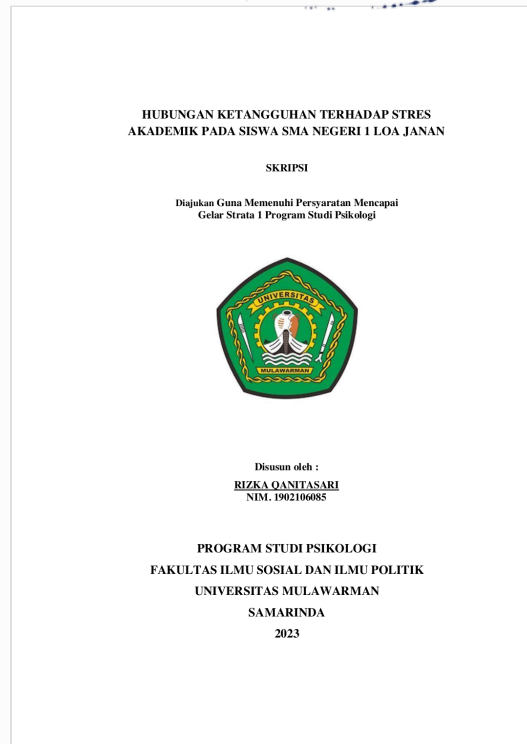 HUBUNGAN KETANGGUHAN TERHADAP STRES
AKADEMIK PADA SISWA SMA NEGERI 1 LOA JANAN
SKRIPSI
Diajukan Guna Memenuhi Persyaratan Mencapai
Gelar Strata 1 Program Studi Psikologi
UNIVERSITAS
MULAWARMAN
Disusun oleh :
RIZKA QANITASARI
NIM. 1902106085
PROGRAM STUDI PSIKOLOGI
FAKULTAS ILMU SOSIAL DAN ILMU POLITIK
UNIVERSITAS MULAWARMAN
SAMARINDA
2023